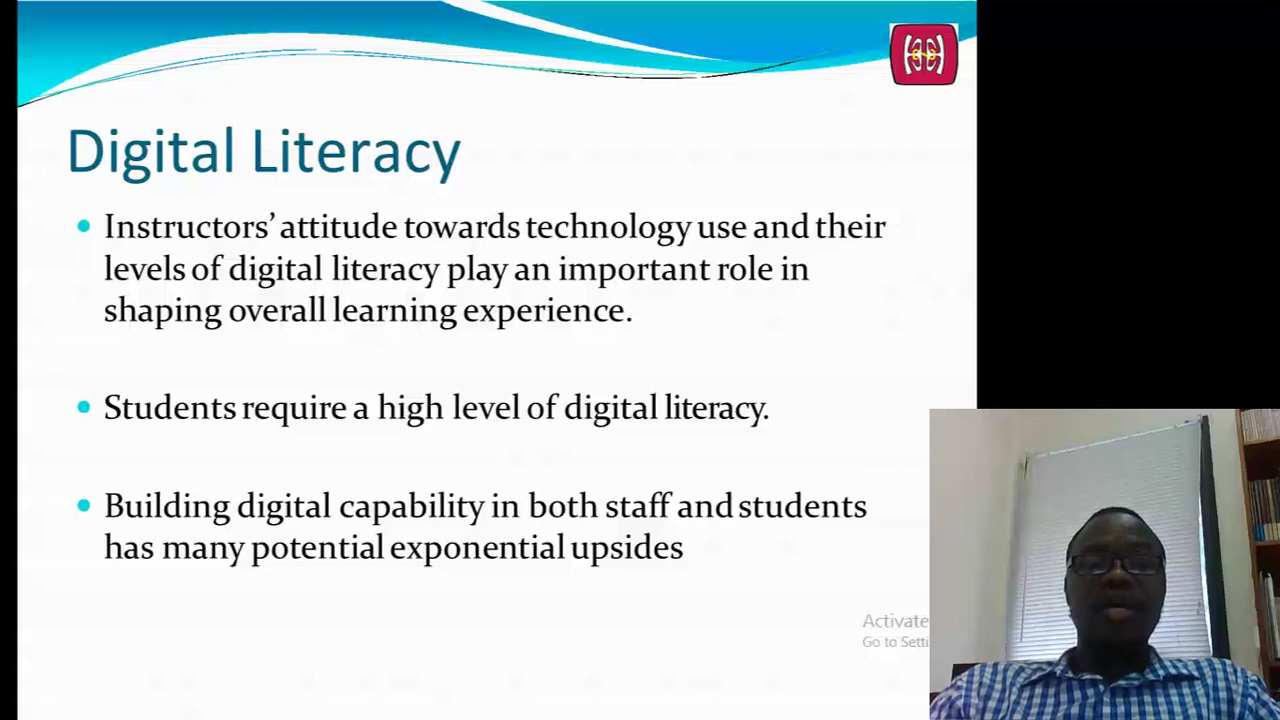 Digital Literacy
Instructors’ attitude towards technology use and their
levels of digital literacy play an important role in
shaping overall learning experience.
Students require a high level of digital literacy.
Building digital capability in both staff and students
has many potential exponential upsides
Activate
Go to Setti